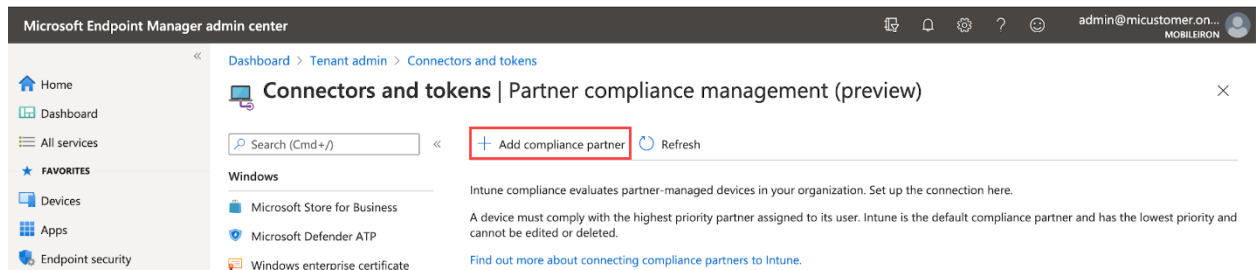 Microsoft Endpoint Manager admin center
admin@micustomer.on...
MOBILEIRON
Dashboard > Tenant admin > Connectors and tokens
Home
Dashboard
All services
FAVORITES
Devices
Apps
Endpoint security
Connectors and tokens | Partner compliance management (preview)
Search (Cmd+/)
Windows
Microsoft Store for Business
Microsoft Defender ATP
Windows enterprise certificate
Add compliance partner
Refresh
Intune compliance evaluates partner-managed devices in your organization. Set up the connection here.
A device must comply with the highest priority partner assigned to its user. Intune is the default compliance partner and has the lowest priority and
cannot be edited or deleted.
Find out more about connecting compliance partners to Intune.